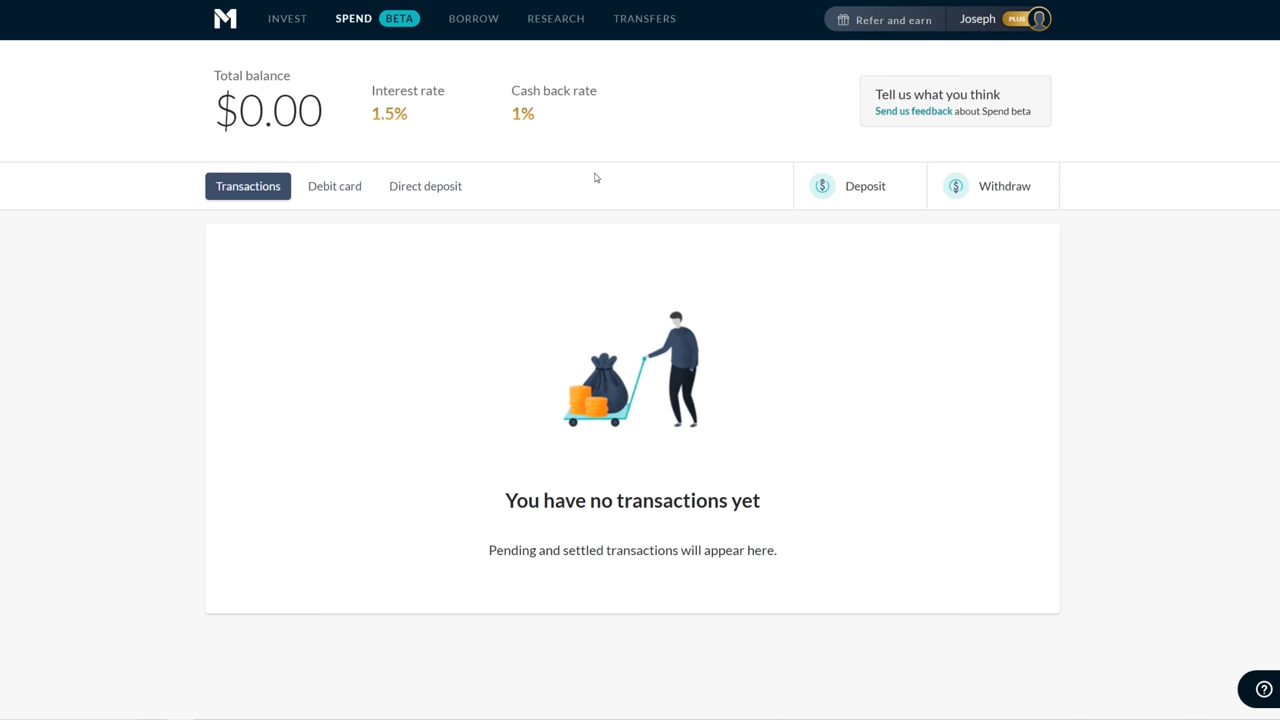 M INVEST SPEND BETA BORROW RESEARCH TRANSFERS Refer and earn Joseph PLUS
Total balance
$0.00
Interest rate
1.5%
Cash back rate
1%
Tell us what you think
Send us feedback about Spend beta
Transactions Debit card Direct deposit Deposit Withdraw
You have no transactions yet
Pending and settled transactions will appear here.